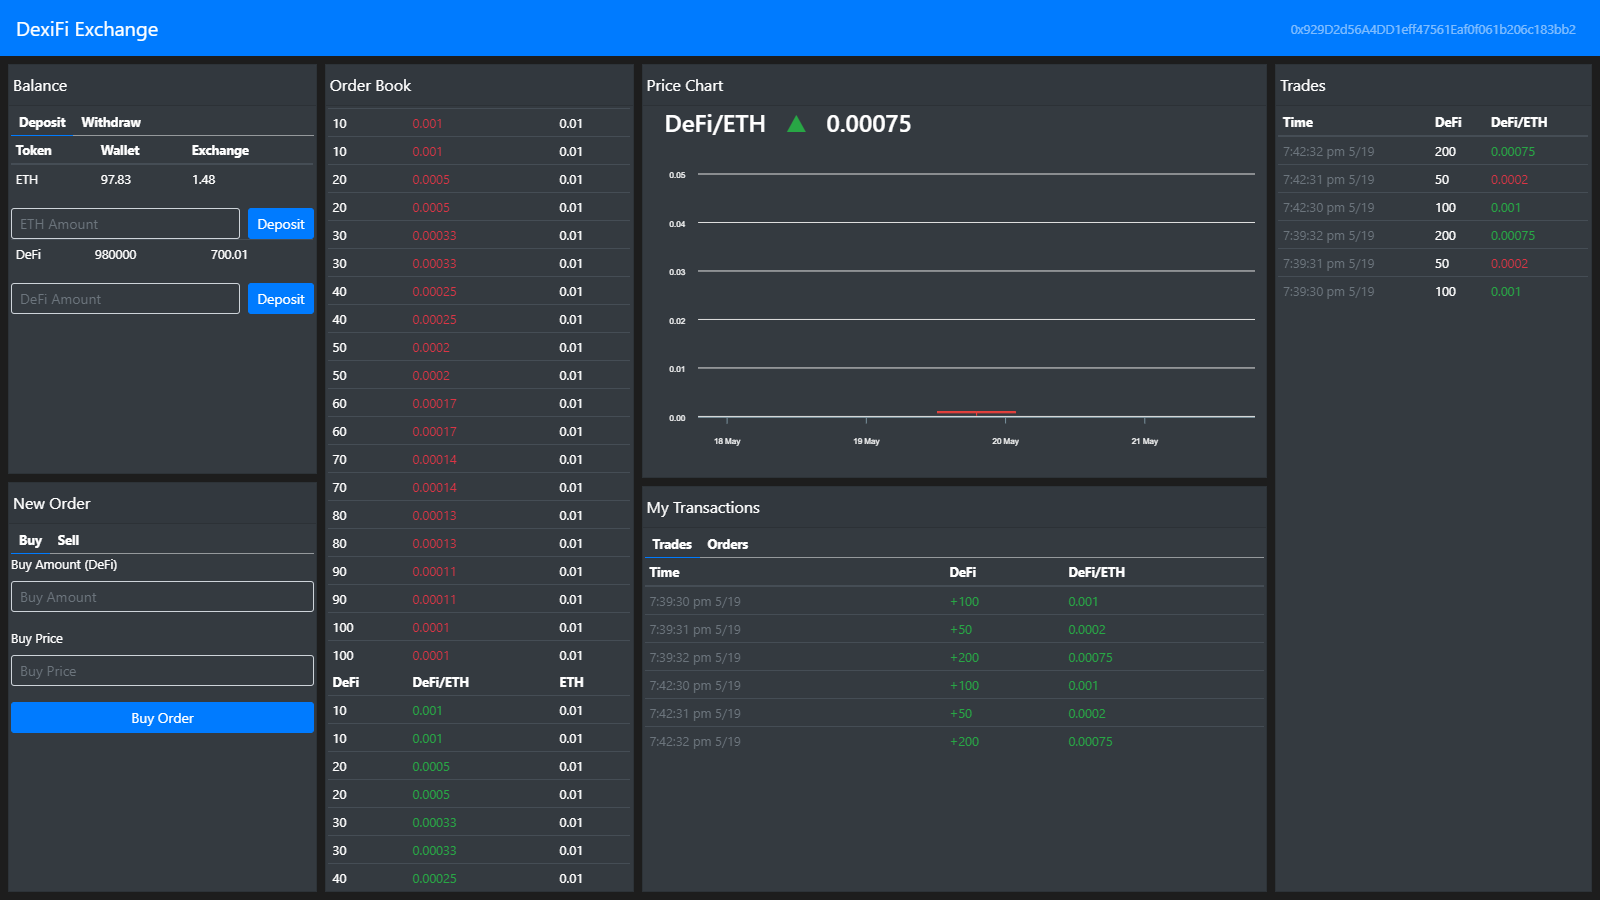 DexiFi Exchange
0x929D2d56A4DD1eff47561Eaf0f061b206c183bb2
Balance
Deposit Withdraw
Token Wallet Exchange
ETH 97.83 1.48
ETH Amount Deposit
DeFi 980000 700.01
DeFi Amount Deposit
New Order
Buy Sell
Buy Amount (DeFi)
Buy Amount
Buy Price
Buy Price
Buy Order
Order Book
10 0.001 0.01
10 0.001 0.01
20 0.0005 0.01
20 0.0005 0.01
30 0.00033 0.01
30 0.00033 0.01
40 0.00025 0.01
40 0.00025 0.01
50 0.0002 0.01
50 0.0002 0.01
60 0.00017 0.01
60 0.00017 0.01
70 0.00014 0.01
70 0.00014 0.01
80 0.00013 0.01
80 0.00013 0.01
90 0.00011 0.01
90 0.00011 0.01
100 0.0001 0.01
100 0.0001 0.01
DeFi DeFi/ETH ETH
10 0.001 0.01
10 0.001 0.01
20 0.0005 0.01
20 0.0005 0.01
30 0.00033 0.01
30 0.00033 0.01
40 0.00025 0.01
Price Chart
DeFi/ETH ▲ 0.00075
0.05
0.04
0.03
0.02
0.01
0.00
18 May 19 May 20 May 21 May
My Transactions
Trades Orders
Time DeFi DeFi/ETH
7:39:30 pm 5/19 +100 0.001
7:39:31 pm 5/19 +50 0.0002
7:39:32 pm 5/19 +200 0.00075
7:42:30 pm 5/19 +100 0.001
7:42:31 pm 5/19 +50 0.0002
7:42:32 pm 5/19 +200 0.00075
Trades
Time DeFi DeFi/ETH
7:42:32 pm 5/19 200 0.00075
7:42:31 pm 5/19 50 0.0002
7:42:30 pm 5/19 100 0.001
7:39:32 pm 5/19 200 0.00075
7:39:31 pm 5/19 50 0.0002
7:39:30 pm 5/19 100 0.001